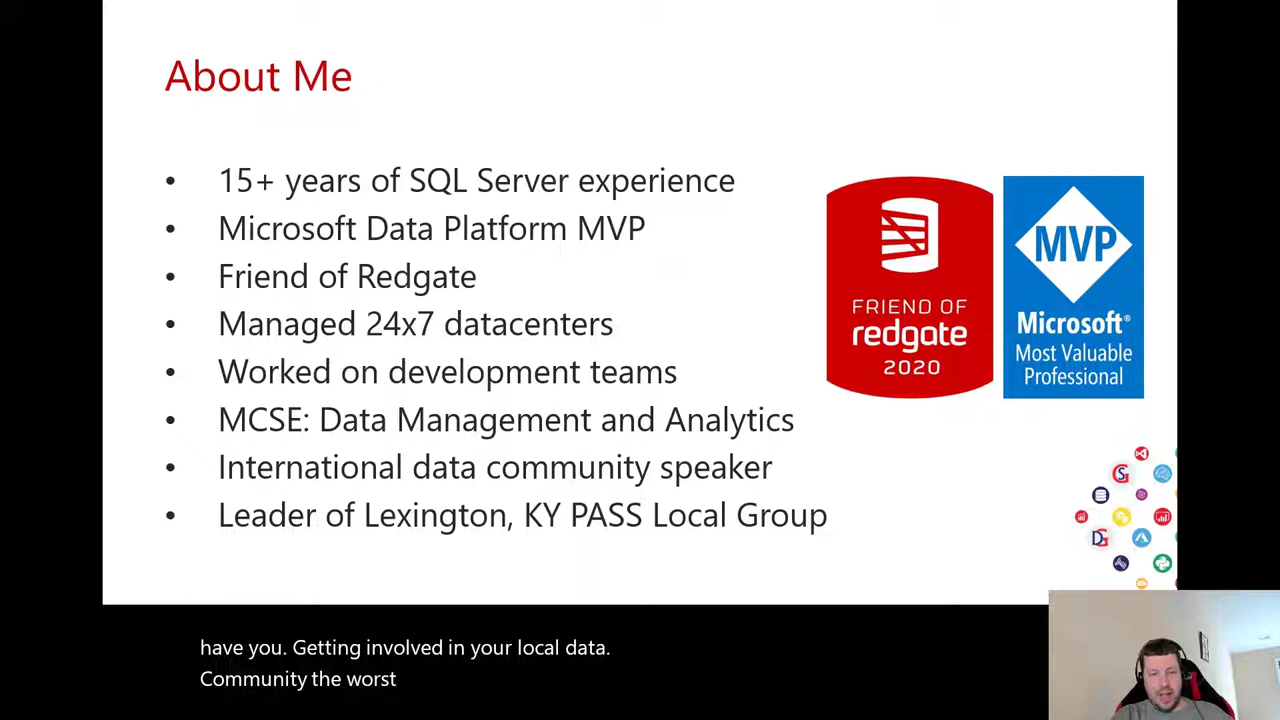 About Me
• 15+ years of SQL Server experience
• Microsoft Data Platform MVP
• Friend of Redgate
• Managed 24x7 datacenters
• Worked on development teams
• MCSE: Data Management and Analytics
• International data community speaker
• Leader of Lexington, KY PASS Local Group
FRIEND OF
redgate
2020
MVP
Microsoft®
Most Valuable
Professional
S
DG
have you. Getting involved in your local data.
Community the worst